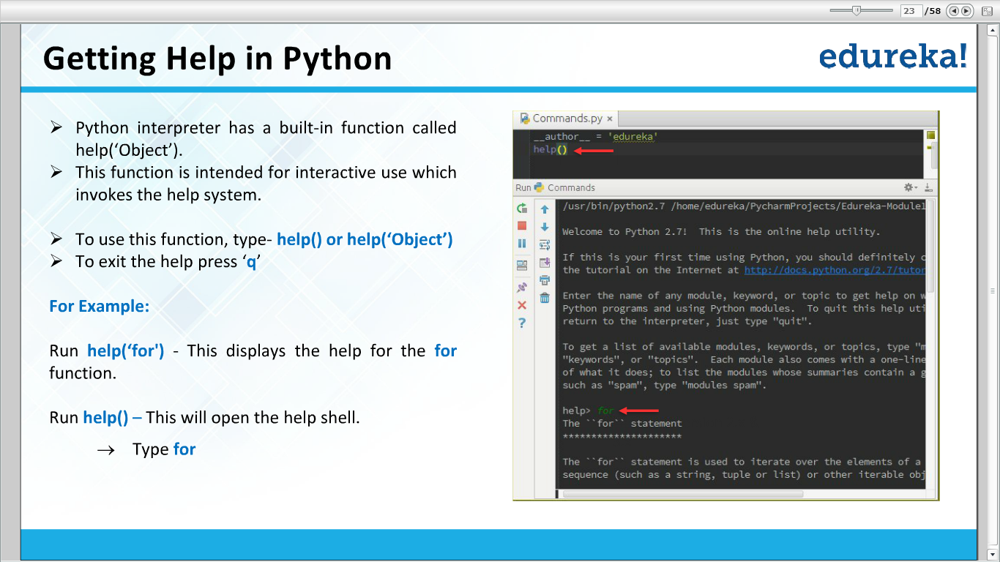 23 /58
Getting Help in Python
edureka!
➢ Python interpreter has a built-in function called
help(‘Object’).
➢ This function is intended for interactive use which
invokes the help system.
➢ To use this function, type- help() or help(‘Object’)
➢ To exit the help press ‘q’
For Example:
Run help(‘for') - This displays the help for the for
function.
Run help() – This will open the help shell.
→ Type for
Commands.py ×
__author__ = 'edureka'
help()
Run Commands
/usr/bin/python2.7 /home/edureka/PycharmProjects/Edureka-Module1
Welcome to Python 2.7!  This is the online help utility.
If this is your first time using Python, you should definitely c
the tutorial on the Internet at http://docs.python.org/2.7/tutor
Enter the name of any module, keyword, or topic to get help on w
Python programs and using Python modules.  To quit this help uti
return to the interpreter, just type "quit".
To get a list of available modules, keywords, or topics, type "m
"keywords", or "topics".  Each module also comes with a one-line
of what it does; to list the modules whose summaries contain a g
such as "spam", type "modules spam".
help> for
The ``for`` statement
*********************
The ``for`` statement is used to iterate over the elements of a
sequence (such as a string, tuple or list) or other iterable obj